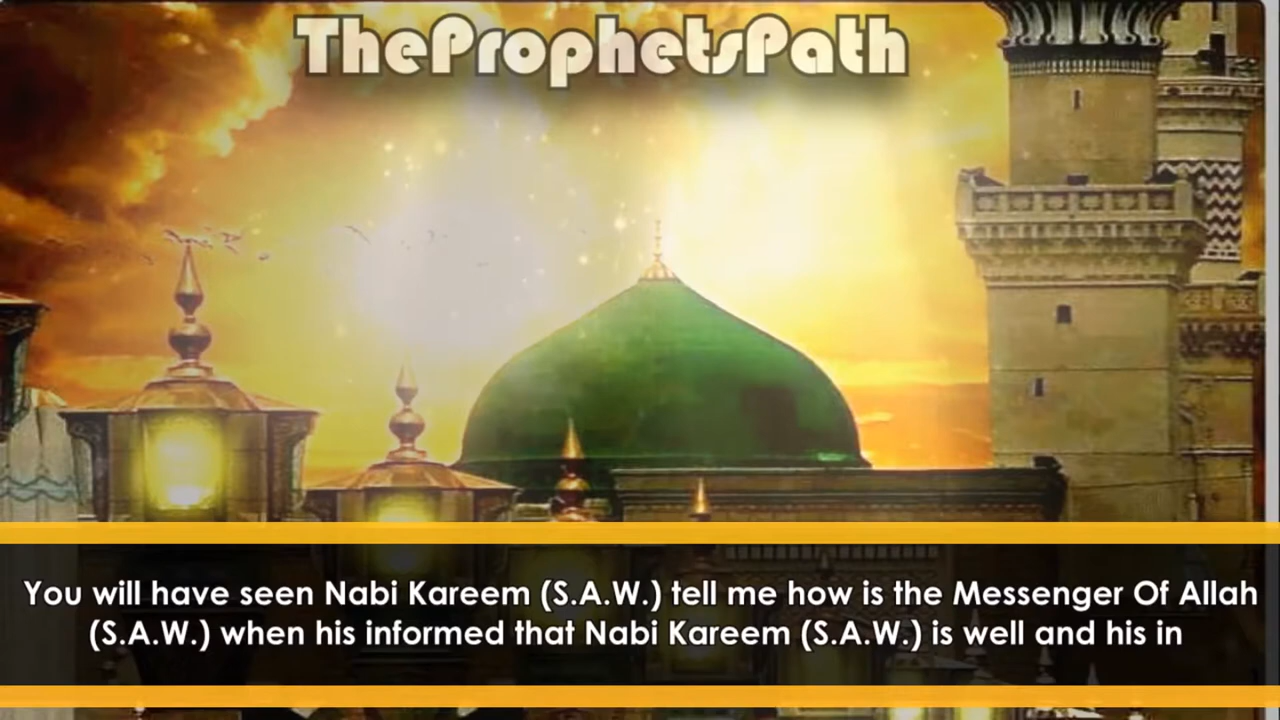 TheProphetsPath
You will have seen Nabi Kareem (S.A.W.) tell me how is the Messenger Of Allah
(S.A.W.) when his informed that Nabi Kareem (S.A.W.) is well and his in